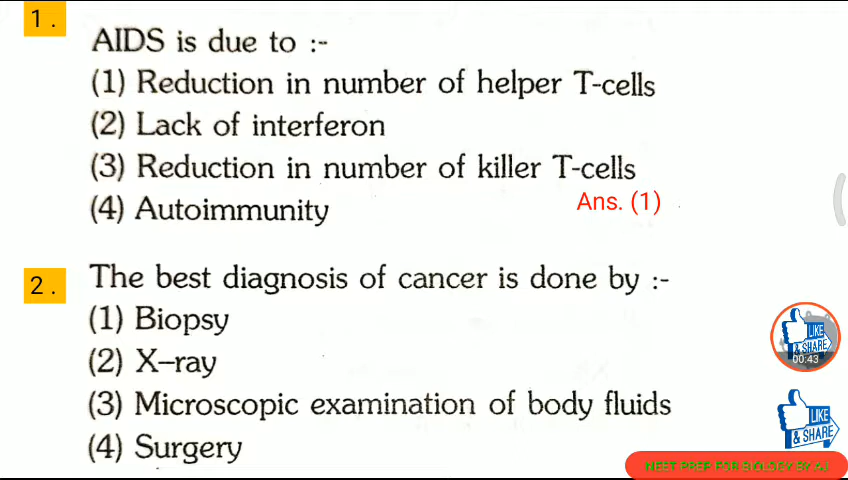 1 .
AIDS is due to :-
(1) Reduction in number of helper T-cells
(2) Lack of interferon
(3) Reduction in number of killer T-cells
(4) Autoimmunity
Ans. (1)
2 .
The best diagnosis of cancer is done by :-
(1) Biopsy
(2) X–ray
(3) Microscopic examination of body fluids
(4) Surgery
LIKE
& SHARE
00:43
LIKE
& SHARE
NEET PREP FOR BIOLOGY BY AJ